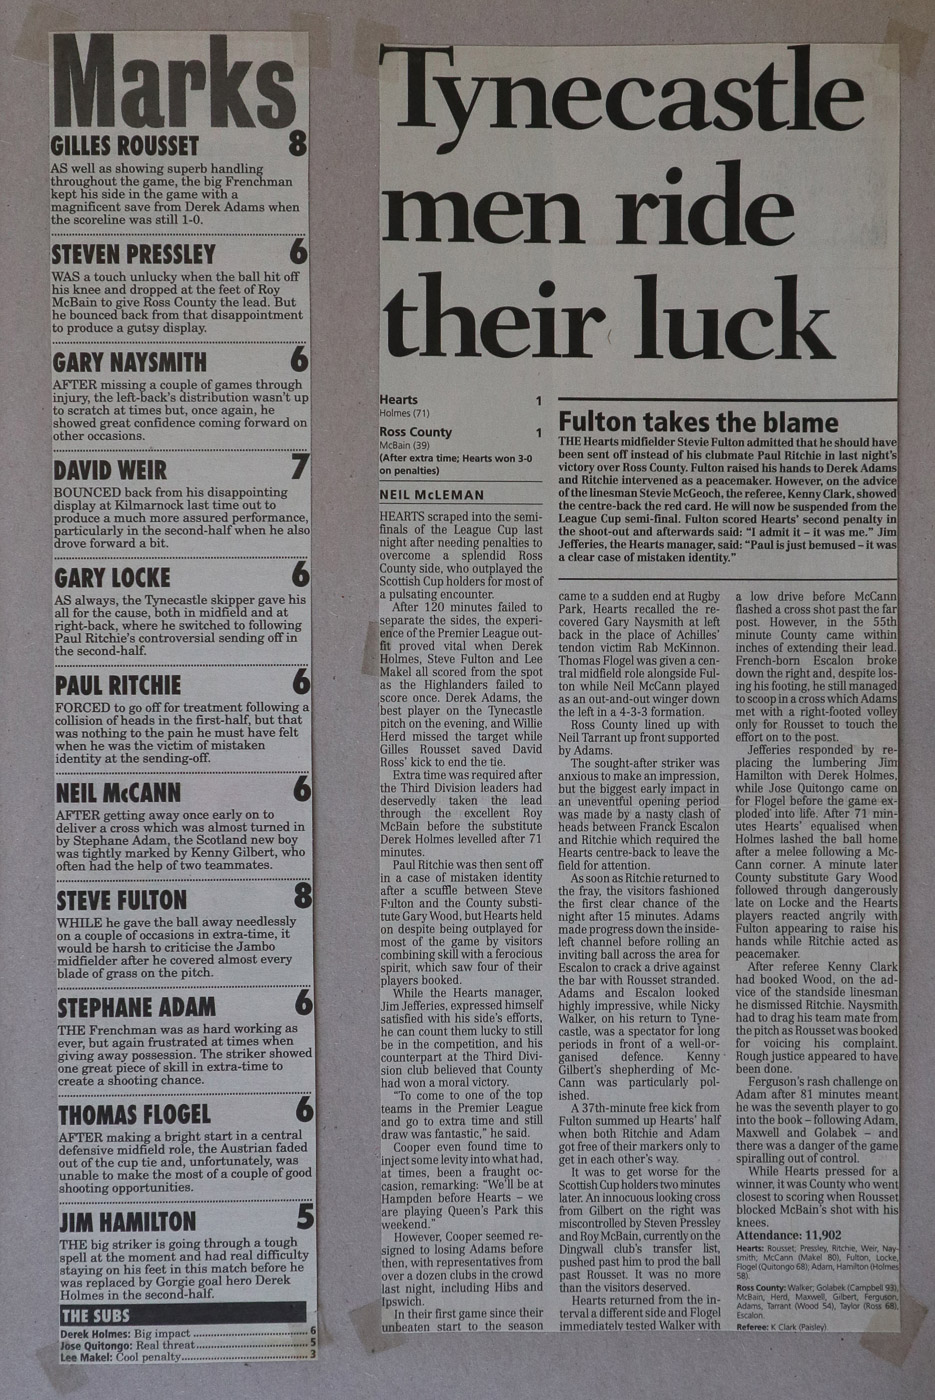 Marks
GILLES ROUSSET 8
AS well as showing superb handling
throughout the game, the big Frenchman
kept his side in the game with a
magnificent save from Derek Adams when
the scoreline was still 1-0.
STEVEN PRESSLEY 6
WAS a touch unlucky when the ball hit off
his knee and dropped at the feet of Roy
McBain to give Ross County the lead. But
he bounced back from that disappointment
to produce a gutsy display.
GARY NAYSMITH 6
AFTER missing a couple of games through
injury, the left-back's distribution wasn't up
to scratch at times but, once again, he
showed great confidence coming forward on
other occasions.
DAVID WEIR 7
BOUNCED back from his disappointing
display at Kilmarnock last time out to
produce a much more assured performance,
particularly in the second-half when he also
drove forward a bit.
GARY LOCKE 6
AS always, the Tynecastle skipper gave his
all for the cause, both in midfield and at
right-back, where he switched to following
Paul Ritchie's controversial sending off in
the second-half.
PAUL RITCHIE 6
FORCED to go off for treatment following a
collision of heads in the first-half, but that
was nothing to the pain he must have felt
when he was the victim of mistaken
identity at the sending-off.
NEIL McCANN 6
AFTER getting away once early on to
deliver a cross which was almost turned in
by Stephane Adam, the Scotland new boy
was tightly marked by Kenny Gilbert, who
often had the help of two teammates.
STEVE FULTON 8
WHILE he gave the ball away needlessly
on a couple of occasions in extra-time, it
would be harsh to criticise the Jambo
midfielder after he covered almost every
blade of grass on the pitch.
STEPHANE ADAM 6
THE Frenchman was as hard working as
ever, but again frustrated at times when
giving away possession. The striker showed
one great piece of skill in extra-time to
create a shooting chance.
THOMAS FLOGEL 6
AFTER making a bright start in a central
defensive midfield role, the Austrian faded
out of the cup tie and, unfortunately, was
unable to make the most of a couple of good
shooting opportunities.
JIM HAMILTON 5
THE big striker is going through a tough
spell at the moment and had real difficulty
staying on his feet in this match before he
was replaced by Gorgie goal hero Derek
Holmes in the second-half.
THE SUBS
Derek Holmes: Big impact 6
Jose Quitongo: Real threat 5
Lee Makel: Cool penalty 3
Tynecastle
men ride
their luck
Hearts 1
Holmes (71)
Ross County 1
McBain (39)
(After extra time; Hearts won 3-0
on penalties)
NEIL McLEMAN
HEARTS scraped into the semi-
finals of the League Cup last
night after needing penalties to
overcome a splendid Ross
County side, who outplayed the
Scottish Cup holders for most of
a pulsating encounter.
After 120 minutes failed to
separate the sides, the experi-
ence of the Premier League out-
fit proved vital when Derek
Holmes, Steve Fulton and Lee
Makel all scored from the spot
as the Highlanders failed to
score once. Derek Adams, the
best player on the Tynecastle
pitch on the evening, and Willie
Herd missed the target while
Gilles Rousset saved David
Ross' kick to end the tie.
Extra time was required after
the Third Division leaders had
deservedly taken the lead
through the excellent Roy
McBain before the substitute
Derek Holmes levelled after 71
minutes.
Paul Ritchie was then sent off
in a case of mistaken identity
after a scuffle between Steve
Fulton and the County substi-
tute Gary Wood, but Hearts held
on despite being outplayed for
most of the game by visitors
combining skill with a ferocious
spirit, which saw four of their
players booked.
While the Hearts manager,
Jim Jefferies, expressed himself
satisfied with his side's efforts,
he can count them lucky to still
be in the competition, and his
counterpart at the Third Divi-
sion club believed that County
had won a moral victory.
"To come to one of the top
teams in the Premier League
and go to extra time and still
draw was fantastic," he said.
Cooper even found time to
inject some levity into what had,
at times, been a fraught oc-
casion, remarking: "We'll be at
Hampden before Hearts – we
are playing Queen's Park this
weekend."
However, Cooper seemed re-
signed to losing Adams before
then, with representatives from
over a dozen clubs in the crowd
last night, including Hibs and
Ipswich.
In their first game since their
unbeaten start to the season
Fulton takes the blame
THE Hearts midfielder Stevie Fulton admitted that he should have
been sent off instead of his clubmate Paul Ritchie in last night's
victory over Ross County. Fulton raised his hands to Derek Adams
and Ritchie intervened as a peacemaker. However, on the advice
of the linesman Stevie McGeoch, the referee, Kenny Clark, showed
the centre-back the red card. He will now be suspended from the
League Cup semi-final. Fulton scored Hearts' second penalty in
the shoot-out and afterwards said: "I admit it – it was me." Jim
Jefferies, the Hearts manager, said: "Paul is just bemused – it was
a clear case of mistaken identity."
came to a sudden end at Rugby
Park, Hearts recalled the re-
covered Gary Naysmith at left
back in the place of Achilles'
tendon victim Rab McKinnon.
Thomas Flogel was given a cen-
tral midfield role alongside Ful-
ton while Neil McCann played
as an out-and-out winger down
the left in a 4-3-3 formation.
Ross County lined up with
Neil Tarrant up front supported
by Adams.
The sought-after striker was
anxious to make an impression,
but the biggest early impact in
an uneventful opening period
was made by a nasty clash of
heads between Franck Escalon
and Ritchie which required the
Hearts centre-back to leave the
field for attention.
As soon as Ritchie returned to
the fray, the visitors fashioned
the first clear chance of the
night after 15 minutes. Adams
made progress down the inside-
left channel before rolling an
inviting ball across the area for
Escalon to crack a drive against
the bar with Rousset stranded.
Adams and Escalon looked
highly impressive, while Nicky
Walker, on his return to Tyne-
castle, was a spectator for long
periods in front of a well-or-
ganised defence. Kenny
Gilbert's shepherding of Mc-
Cann was particularly pol-
ished.
A 37th-minute free kick from
Fulton summed up Hearts' half
when both Ritchie and Adam
got free of their markers only to
get in each other's way.
It was to get worse for the
Scottish Cup holders two minutes
later. An innocuous looking cross
from Gilbert on the right was
miscontrolled by Steven Pressley
and Roy McBain, currently on the
Dingwall club's transfer list,
pushed past him to prod the ball
past Rousset. It was no more
than the visitors deserved.
Hearts returned from the in-
terval a different side and Flogel
immediately tested Walker with
a low drive before McCann
flashed a cross shot past the far
post. However, in the 55th
minute County came within
inches of extending their lead.
French-born Escalon broke
down the right and, despite los-
ing his footing, he still managed
to scoop in a cross which Adams
met with a right-footed volley
only for Rousset to touch the
effort on to the post.
Jefferies responded by re-
placing the lumbering Jim
Hamilton with Derek Holmes,
while Jose Quitongo came on
for Flogel before the game ex-
ploded into life. After 71 min-
utes Hearts' equalised when
Holmes lashed the ball home
after a melee following a Mc-
Cann corner. A minute later
County substitute Gary Wood
followed through dangerously
late on Locke and the Hearts
players reacted angrily with
Fulton appearing to raise his
hands while Ritchie acted as
peacemaker.
After referee Kenny Clark
had booked Wood, on the ad-
vice of the standside linesman
he dismissed Ritchie. Naysmith
had to drag his team mate from
the pitch as Rousset was booked
for voicing his complaint.
Rough justice appeared to have
been done.
Ferguson's rash challenge on
Adam after 81 minutes meant
he was the seventh player to go
into the book – following Adam,
Maxwell and Golabek – and
there was a danger of the game
spiralling out of control.
While Hearts pressed for a
winner, it was County who went
closest to scoring when Rousset
blocked McBain's shot with his
knees.
Attendance: 11,902
Hearts: Rousset, Pressley, Ritchie, Weir, Nay-
smith; McCann (Makel 80), Fulton, Locke,
Flogel (Quitongo 68); Adam, Hamilton (Holmes
58).
Ross County: Walker; Golabek (Campbell 93),
McBain, Herd, Maxwell, Gilbert, Ferguson,
Adams, Tarrant (Wood 54), Taylor (Ross 68),
Escalon.
Referee: K Clark (Paisley)